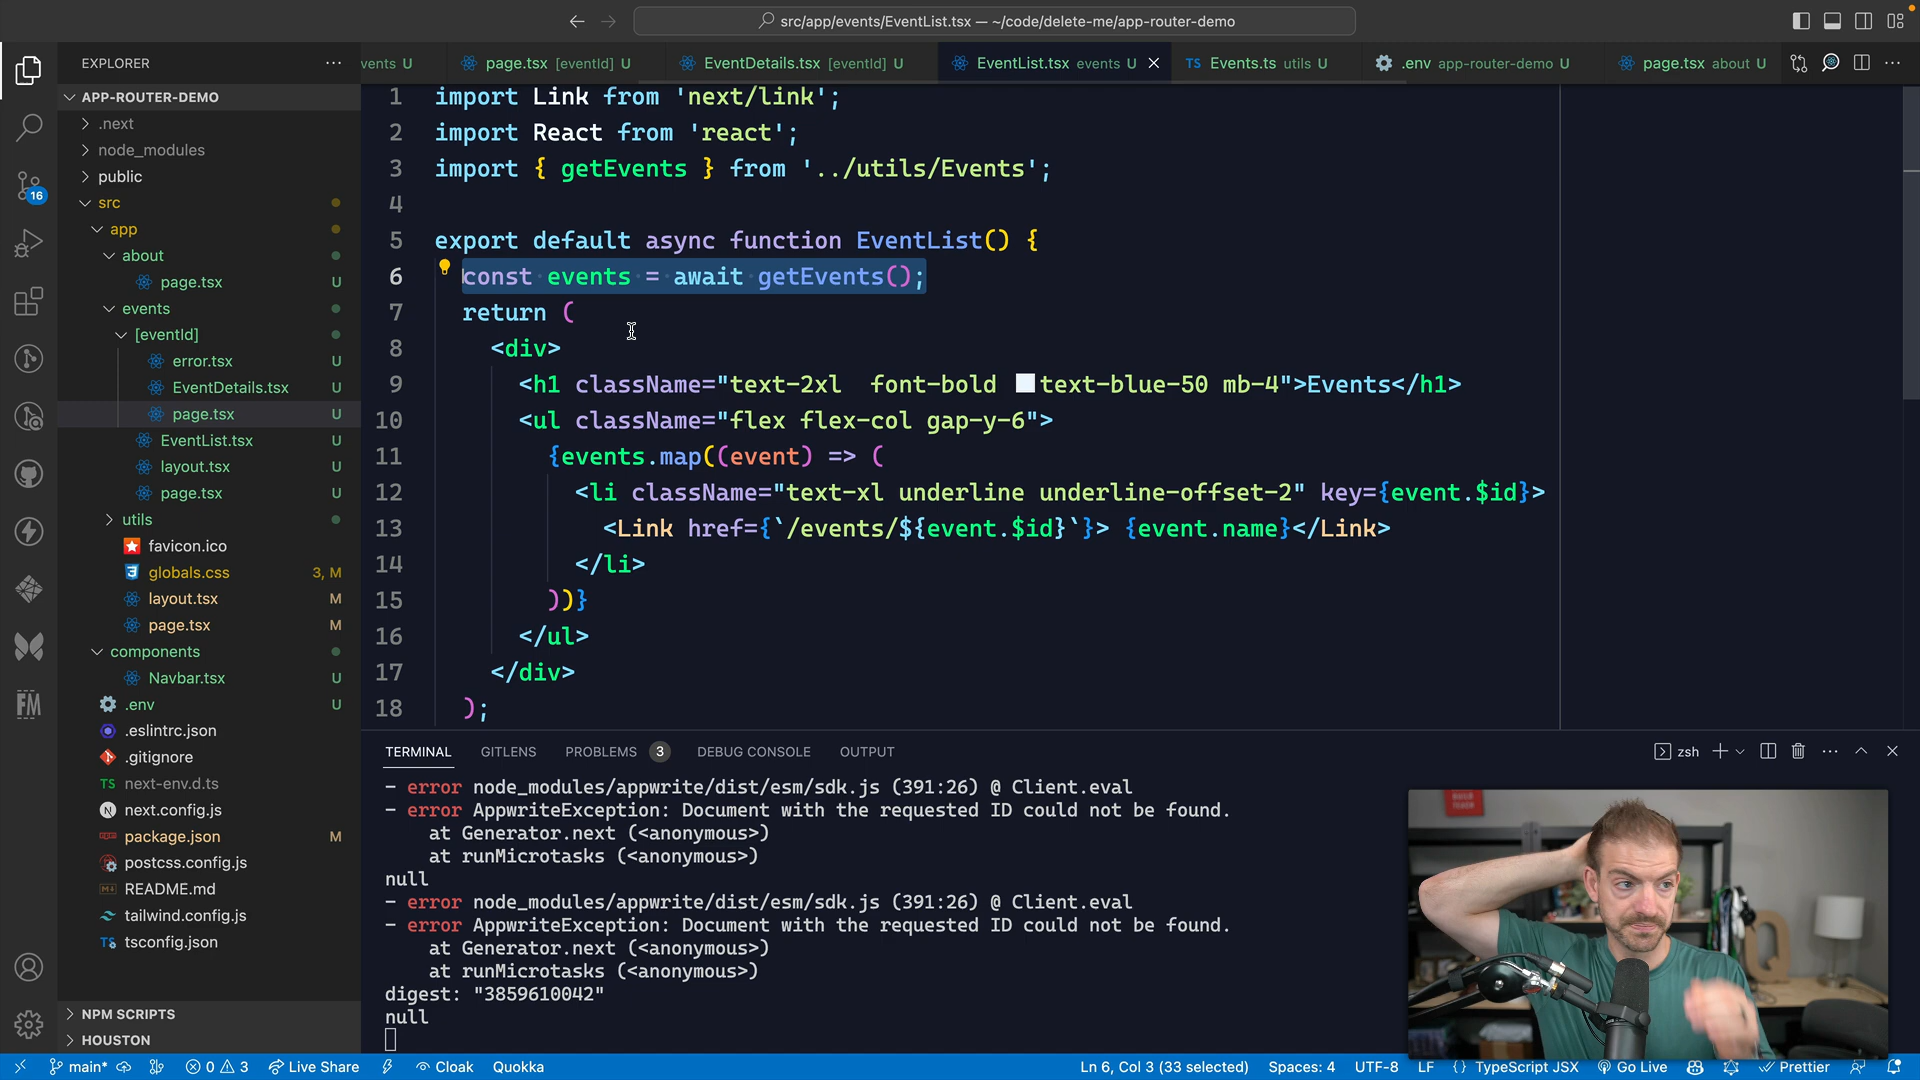 src/app/events/EventList.tsx — ~/code/delete-me/app-router-demo
EXPLORER
vents U
page.tsx [eventId] U
EventDetails.tsx [eventId] U
EventList.tsx events U
TS Events.ts utils U
.env app-router-demo U
page.tsx about U
APP-ROUTER-DEMO
.next
node_modules
public
16
src
app
about
page.tsx U
events
[eventId]
error.tsx U
EventDetails.tsx U
page.tsx U
EventList.tsx U
layout.tsx U
page.tsx U
utils
favicon.ico
globals.css 3, M
layout.tsx M
page.tsx M
components
Navbar.tsx U
.env U
.eslintrc.json
.gitignore
TS next-env.d.ts
next.config.js
package.json M
postcss.config.js
README.md
tailwind.config.js
tsconfig.json
NPM SCRIPTS
HOUSTON
FM
1 import Link from 'next/link';
2 import React from 'react';
3 import { getEvents } from '../utils/Events';
4
5 export default async function EventList() {
6 const events = await getEvents();
7 return (
8 <div>
9 <h1 className="text-2xl font-bold text-blue-50 mb-4">Events</h1>
10 <ul className="flex flex-col gap-y-6">
11 {events.map((event) => (
12 <li className="text-xl underline underline-offset-2" key={event.$id}>
13 <Link href={`/events/${event.$id}`}> {event.name}</Link>
14 </li>
15 ))}
16 </ul>
17 </div>
18 );
TERMINAL GITLENS PROBLEMS 3 DEBUG CONSOLE OUTPUT
zsh
- error node_modules/appwrite/dist/esm/sdk.js (391:26) @ Client.eval
- error AppwriteException: Document with the requested ID could not be found.
at Generator.next (<anonymous>)
at runMicrotasks (<anonymous>)
null
- error node_modules/appwrite/dist/esm/sdk.js (391:26) @ Client.eval
- error AppwriteException: Document with the requested ID could not be found.
at Generator.next (<anonymous>)
at runMicrotasks (<anonymous>)
digest: "3859610042"
null
main* 0 3 Live Share Cloak Quokka Ln 6, Col 3 (33 selected) Spaces: 4 UTF-8 LF {} TypeScript JSX Go Live Prettier